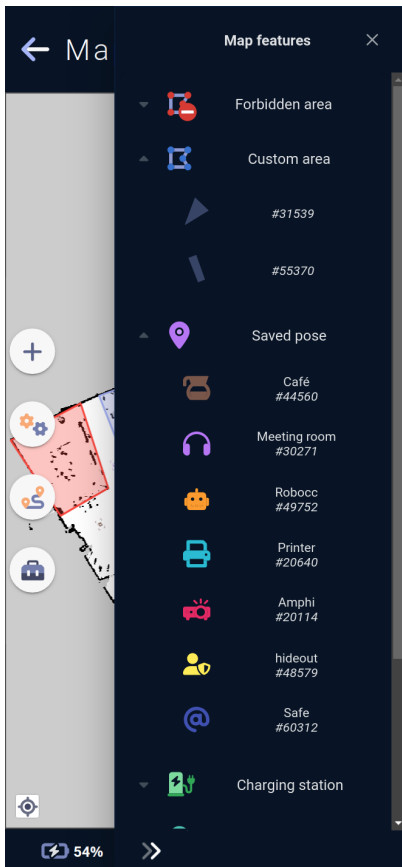 Ma
Map features
Forbidden area
Custom area
#31539
#55370
Saved pose
Café
#44560
Meeting room
#30271
Robocc
#49752
Printer
#20640
Amphi
#20114
hideout
#48579
@
Safe
#60312
Charging station
54%